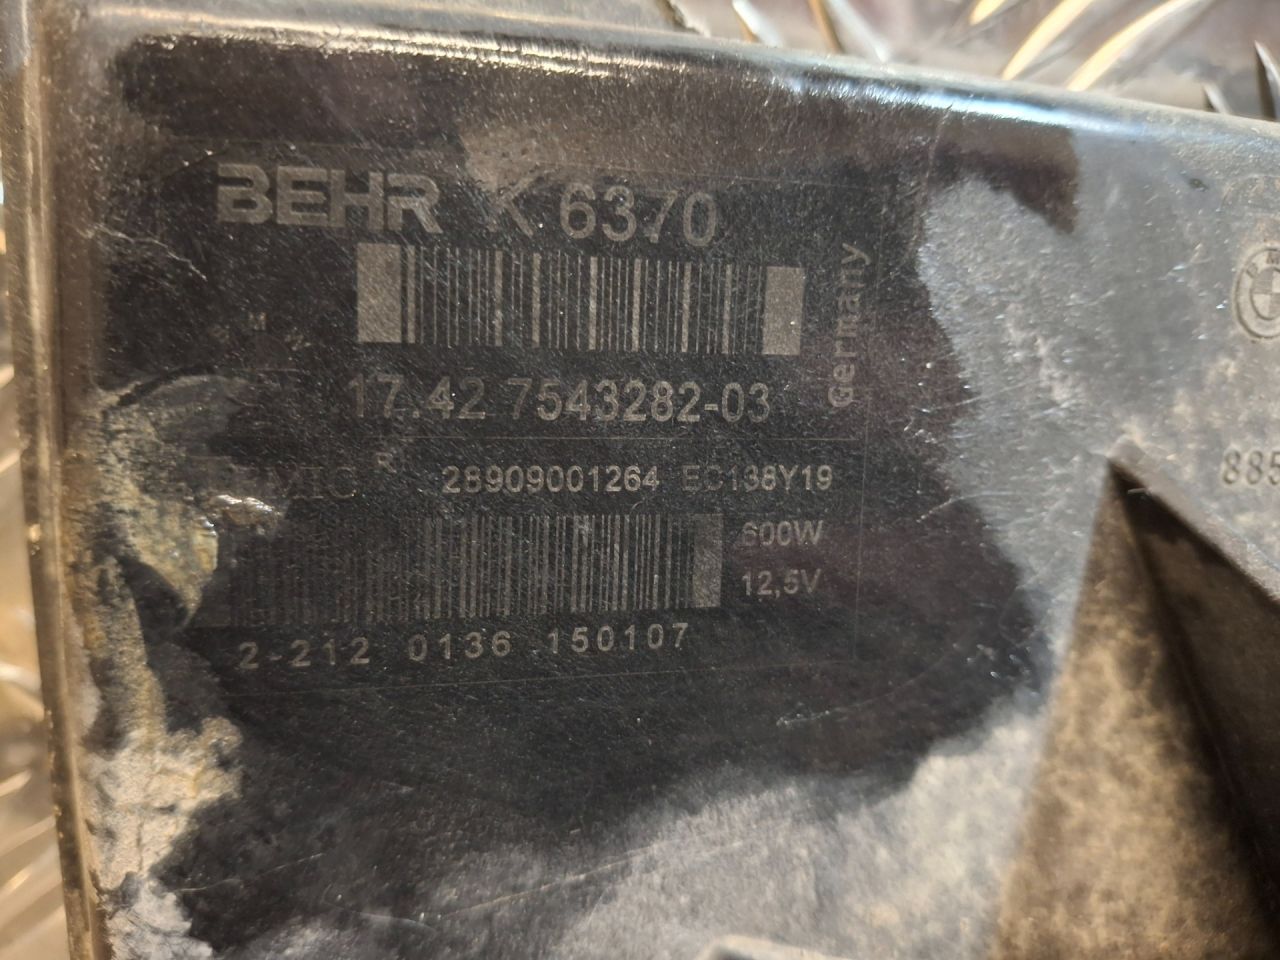 BEHR K 6370
Germany
17.42 7543282-03
28909001264 EC138Y19
600W
12,5V
2-212 0136 150107
885